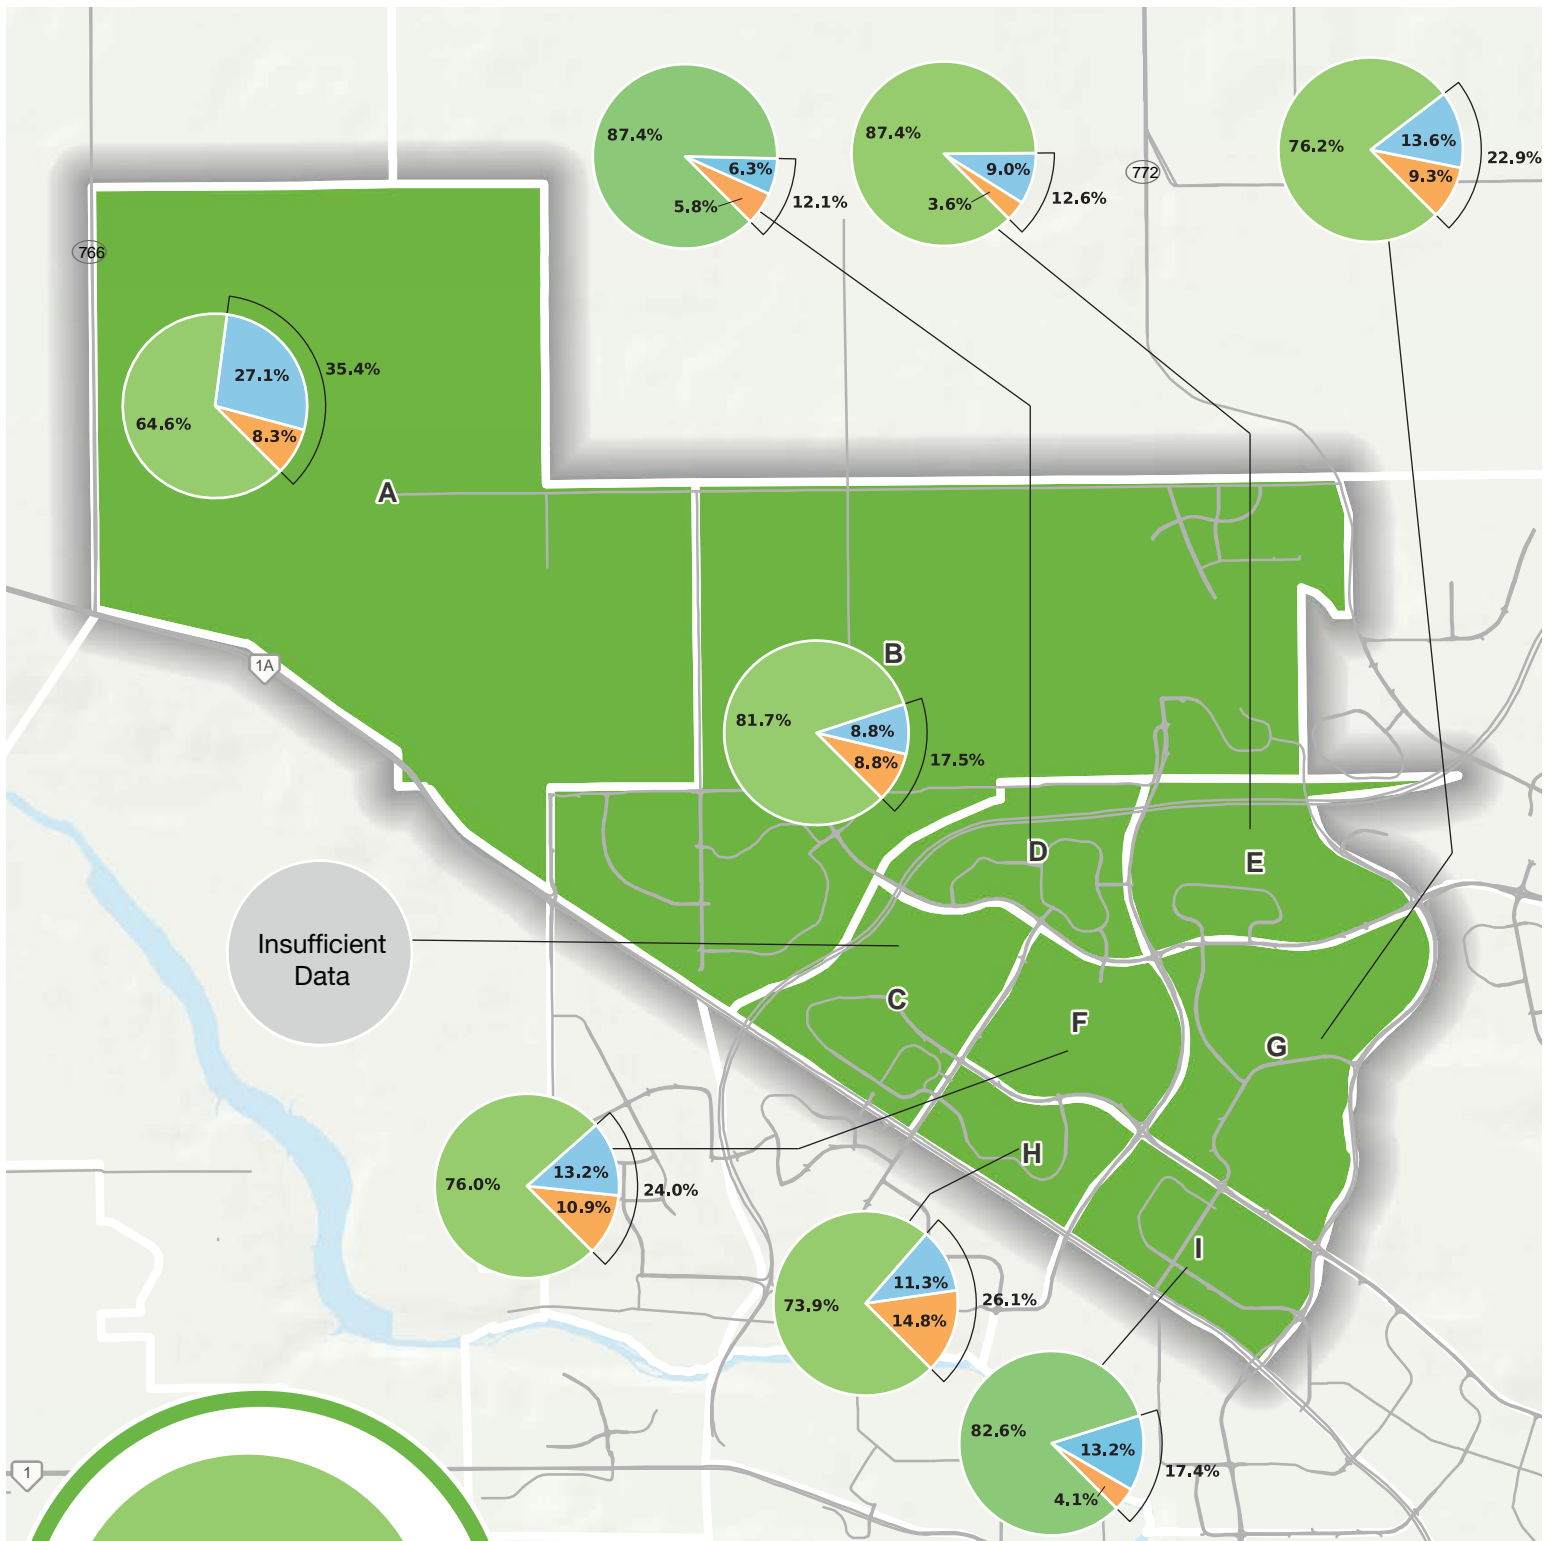 87.4%
6.3%
5.8%
12.1%
87.4%
9.0%
3.6%
12.6%
772
76.2%
13.6%
9.3%
22.9%
766
27.1%
35.4%
64.6%
8.3%
A
1A
B
81.7%
8.8%
8.8%
17.5%
D
E
Insufficient
Data
C
F
G
76.0%
13.2%
10.9%
24.0%
H
73.9%
11.3%
14.8%
26.1%
I
82.6%
13.2%
4.1%
17.4%
1